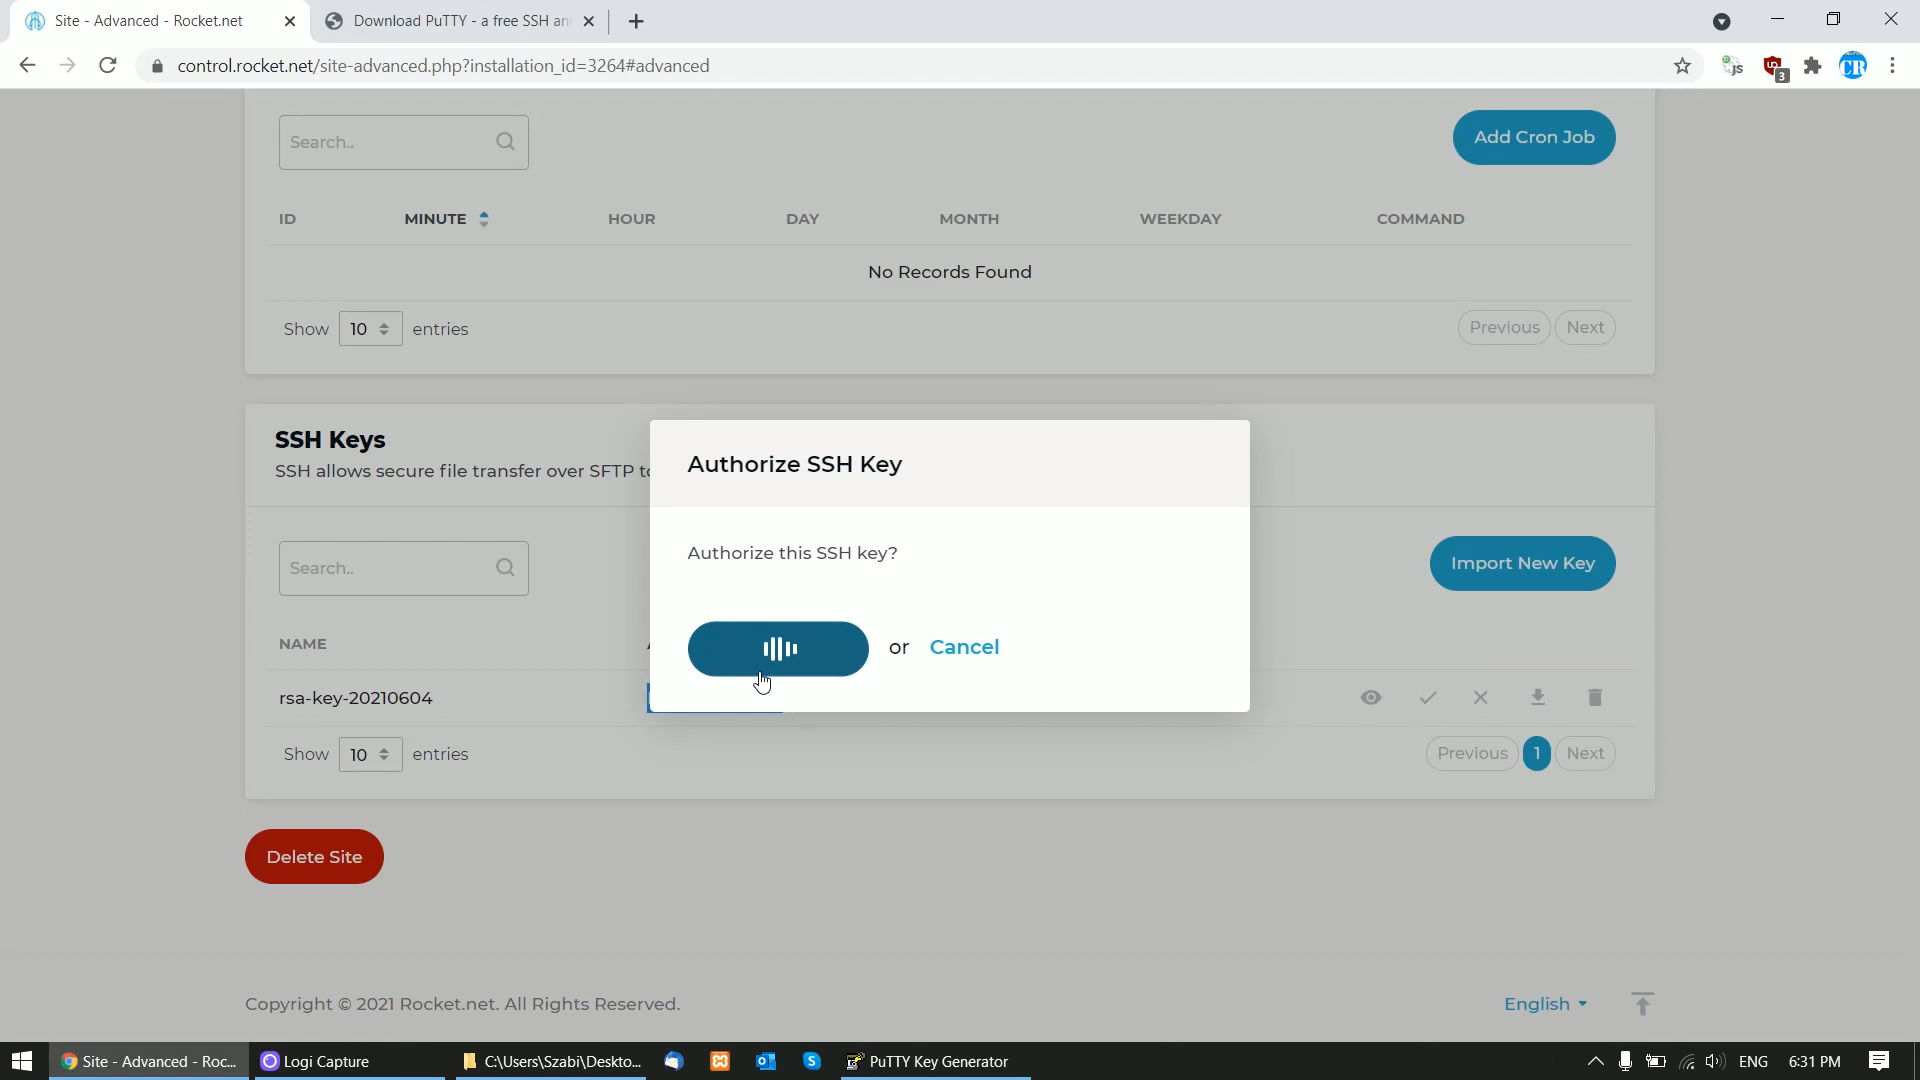 Site - Advanced - Rocket.net
Download PuTTY - a free SSH an
control.rocket.net/site-advanced.php?installation_id=3264#advanced
JS
3
CR
Search..
Add Cron Job
ID MINUTE HOUR DAY MONTH WEEKDAY COMMAND
No Records Found
Show 10 entries
Previous Next
SSH Keys
SSH allows secure file transfer over SFTP to
Authorize SSH Key
Authorize this SSH key?
or Cancel
Search..
Import New Key
NAME
rsa-key-20210604
Show 10 entries
Previous 1 Next
Delete Site
Copyright © 2021 Rocket.net. All Rights Reserved.
English
Site - Advanced - Roc...
Logi Capture
C:\Users\Szabi\Deskto...
PuTTY Key Generator
ENG
6:31 PM